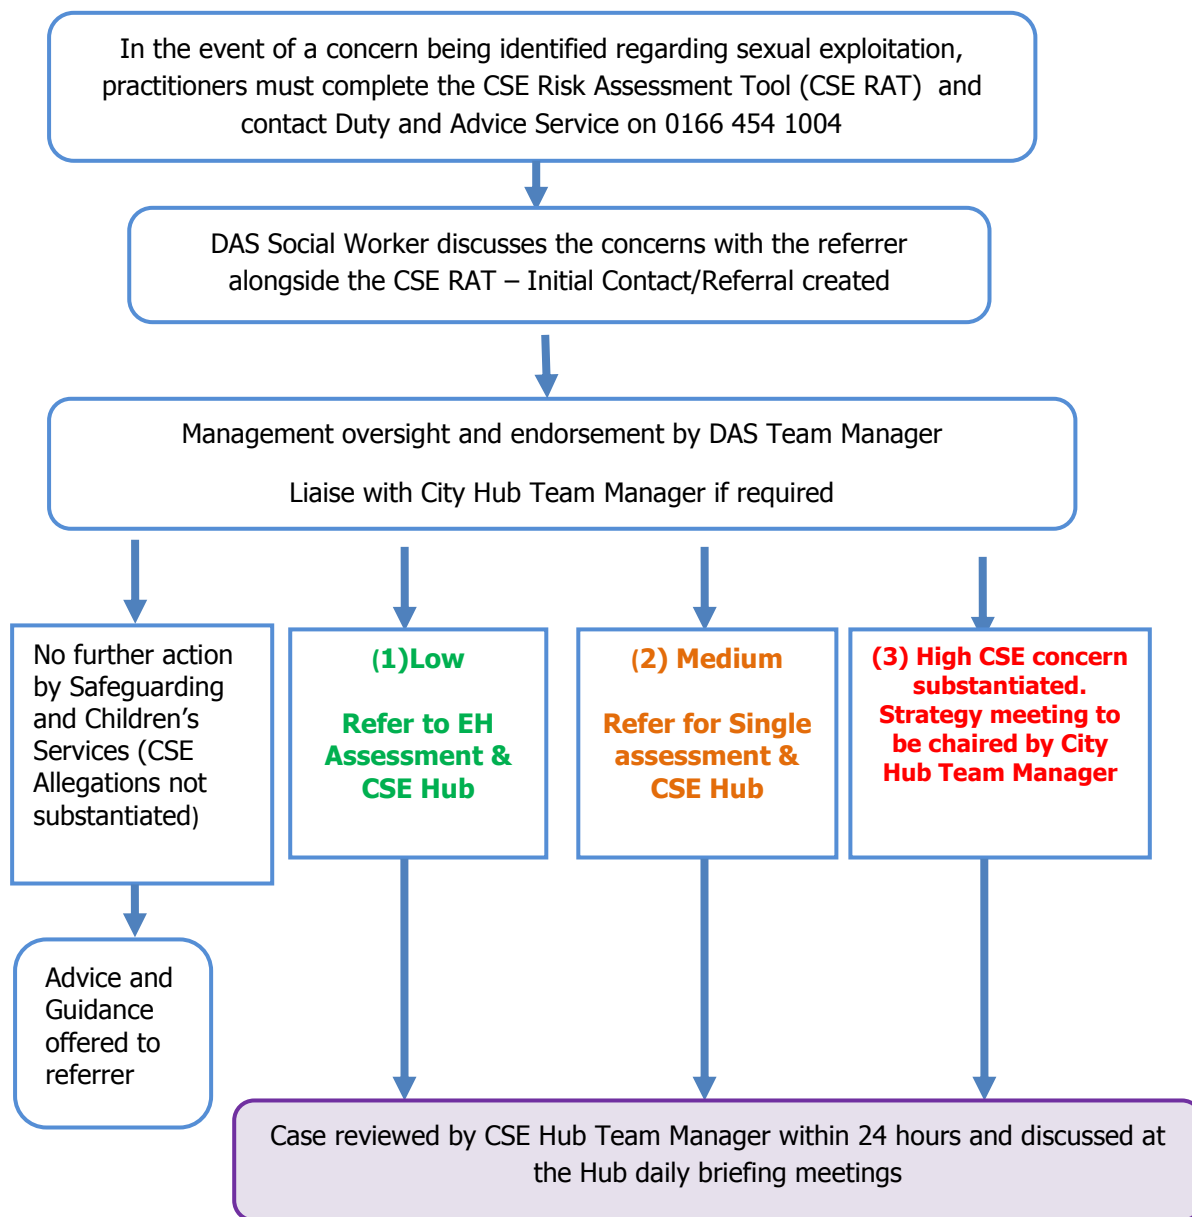 In the event of a concern being identified regarding sexual exploitation,
practitioners must complete the CSE Risk Assessment Tool (CSE RAT)  and
contact Duty and Advice Service on 0166 454 1004
DAS Social Worker discusses the concerns with the referrer
alongside the CSE RAT – Initial Contact/Referral created
Management oversight and endorsement by DAS Team Manager
Liaise with City Hub Team Manager if required
No further action
by Safeguarding
and Children’s
Services (CSE
Allegations not
substantiated)
(1)Low
Refer to EH
Assessment &
CSE Hub
(2) Medium
Refer for Single
assessment &
CSE Hub
(3) High CSE concern
substantiated.
Strategy meeting to
be chaired by City
Hub Team Manager
Advice and
Guidance
offered to
referrer
Case reviewed by CSE Hub Team Manager within 24 hours and discussed at
the Hub daily briefing meetings